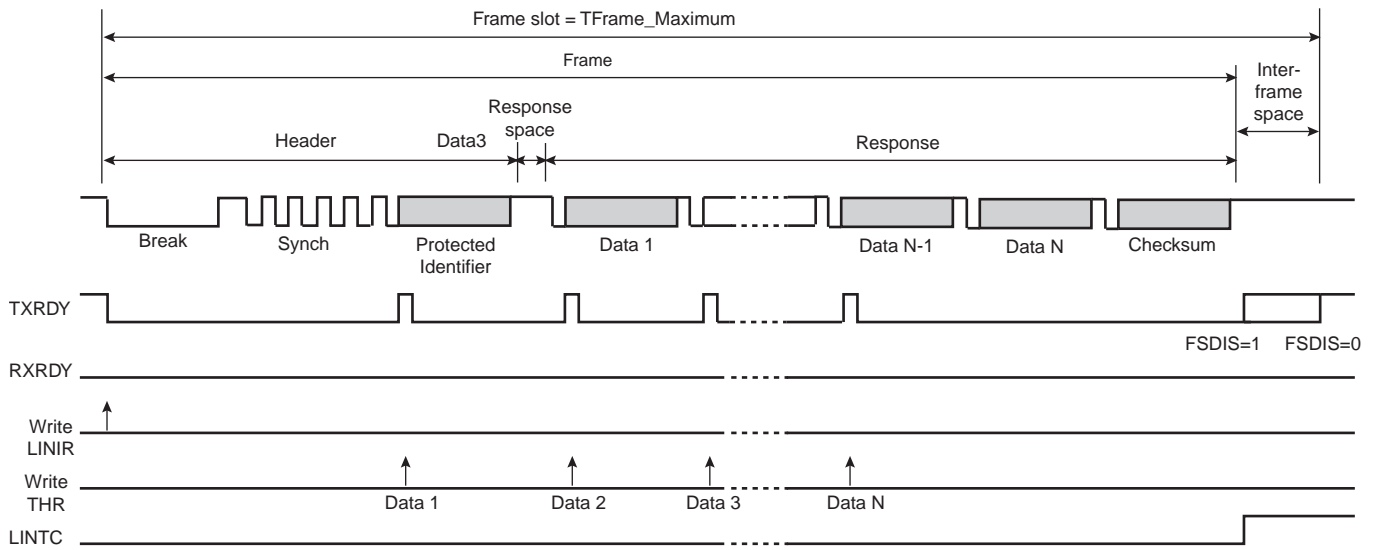 Frame slot = TFrame_Maximum
Frame
Inter-
frame
space
Response
space
Header
Data3
Response
Break
Synch
Protected
Identifier
Data 1
Data N-1
Data N
Checksum
TXRDY
FSDIS=1
FSDIS=0
RXRDY
Write
LINIR
Write
THR
Data 1
Data 2
Data 3
Data N
LINTC